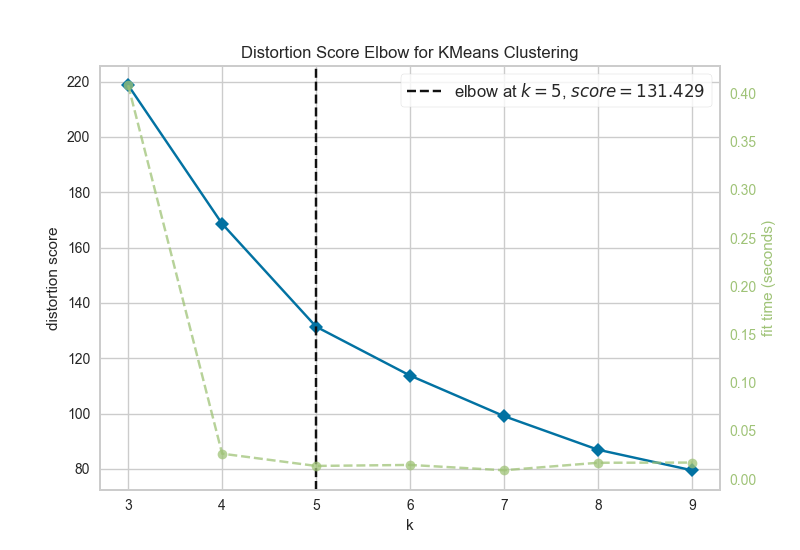 Distortion Score Elbow for KMeans Clustering
elbow at k = 5, score = 131.429
distortion score
220
200
180
160
140
120
100
80
0.40
0.35
0.30
0.25
0.20
0.15
0.10
0.05
0.00
fit time (seconds)
3 4 5 6 7 8 9
k